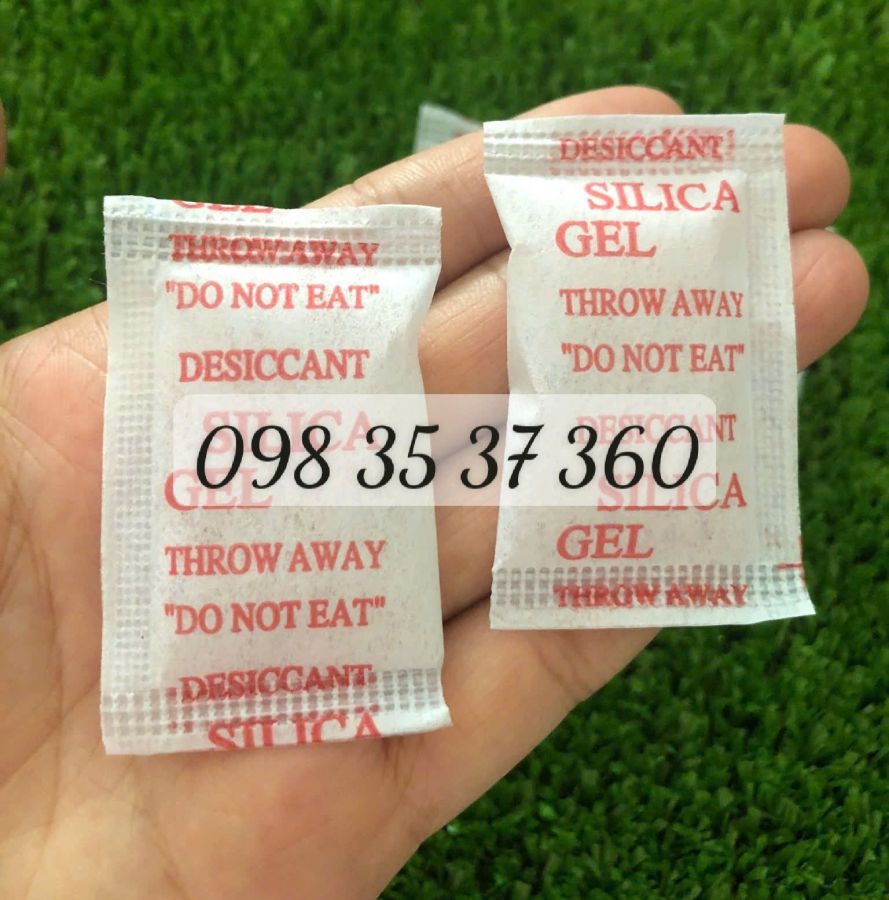 GEL
THROW AWAY
"DO NOT EAT"
DESICCANT
SILICA
GEL
THROW AWAY
"DO NOT EAT"
DESICCANT
SILICA
DESICCANT
SILICA
GEL
THROW AWAY
"DO NOT EAT"
DESICCANT
SILICA
GEL
THROW AWAY
098 35 37 360